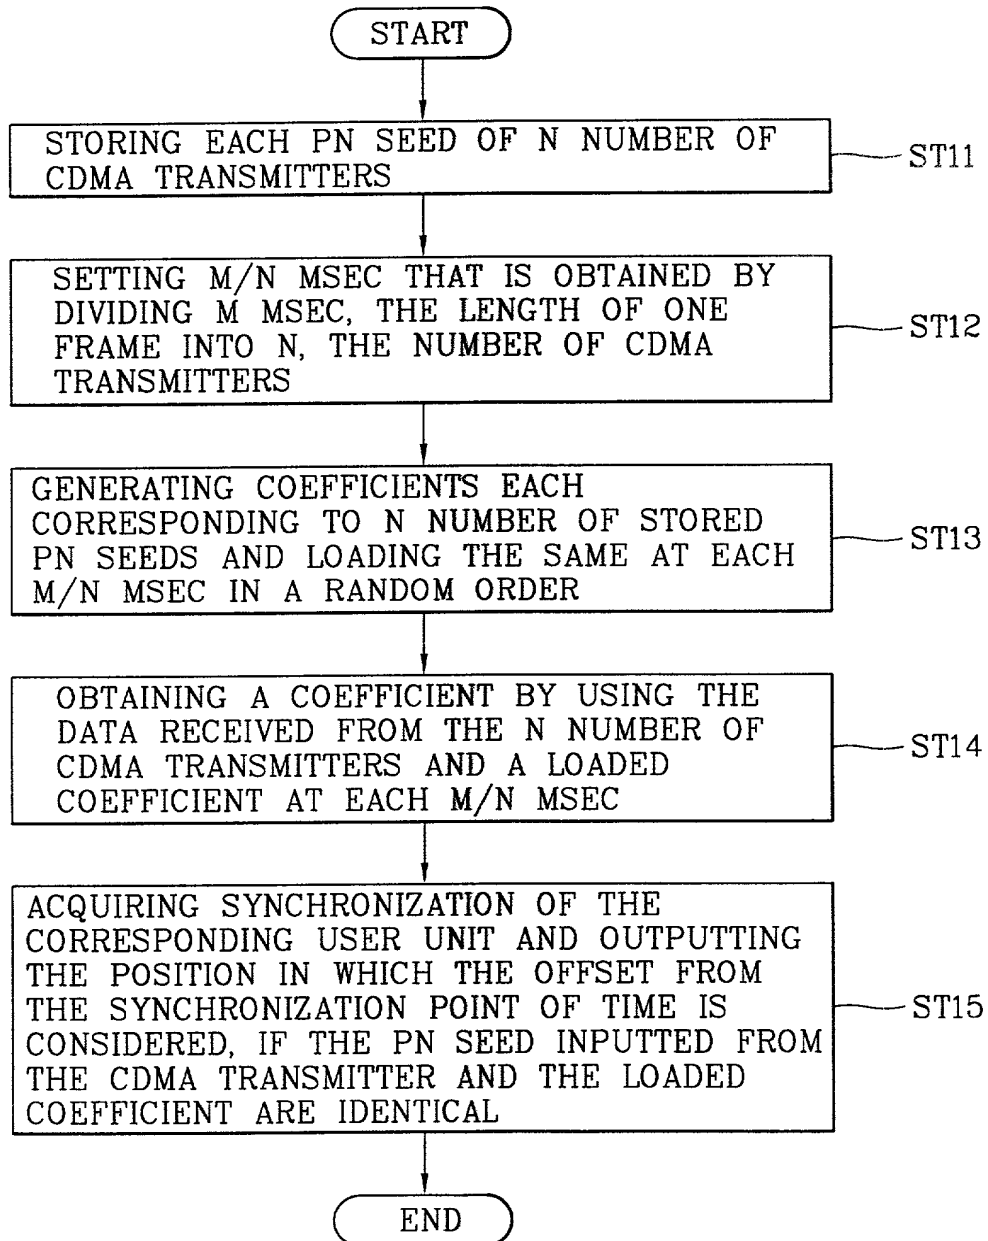 START
STORING EACH PN SEED OF N NUMBER OF
CDMA TRANSMITTERS
ST11
SETTING M/N MSEC THAT IS OBTAINED BY
DIVIDING M MSEC, THE LENGTH OF ONE
FRAME INTO N, THE NUMBER OF CDMA
TRANSMITTERS
ST12
GENERATING COEFFICIENTS EACH
CORRESPONDING TO N NUMBER OF STORED
PN SEEDS AND LOADING THE SAME AT EACH
M/N MSEC IN A RANDOM ORDER
ST13
OBTAINING A COEFFICIENT BY USING THE
DATA RECEIVED FROM THE N NUMBER OF
CDMA TRANSMITTERS AND A LOADED
COEFFICIENT AT EACH M/N MSEC
ST14
ACQUIRING SYNCHRONIZATION OF THE
CORRESPONDING USER UNIT AND OUTPUTTING
THE POSITION IN WHICH THE OFFSET FROM
THE SYNCHRONIZATION POINT OF TIME IS
CONSIDERED, IF THE PN SEED INPUTTED FROM
THE CDMA TRANSMITTER AND THE LOADED
COEFFICIENT ARE IDENTICAL
ST15
END